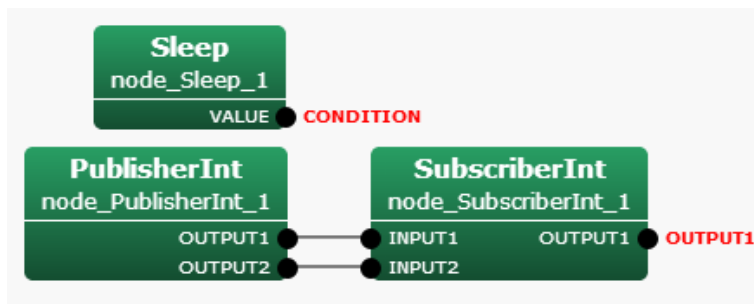 Sleep
node_Sleep_1
VALUE CONDITION
PublisherInt
node_PublisherInt_1
OUTPUT1
OUTPUT2
SubscriberInt
node_SubscriberInt_1
INPUT1 OUTPUT1 OUTPUT1
INPUT2